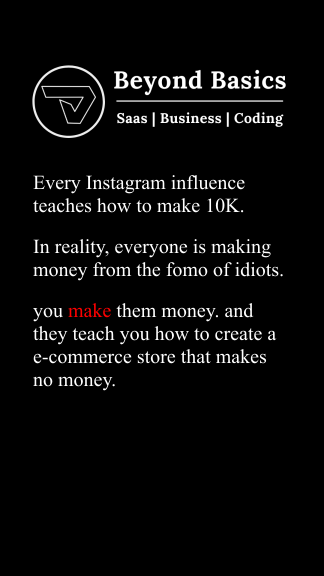 Beyond Basics
Saas | Business | Coding
Every Instagram influence
teaches how to make 10K.
In reality, everyone is making
money from the fomo of idiots.
you make them money. and
they teach you how to create a
e-commerce store that makes
no money.